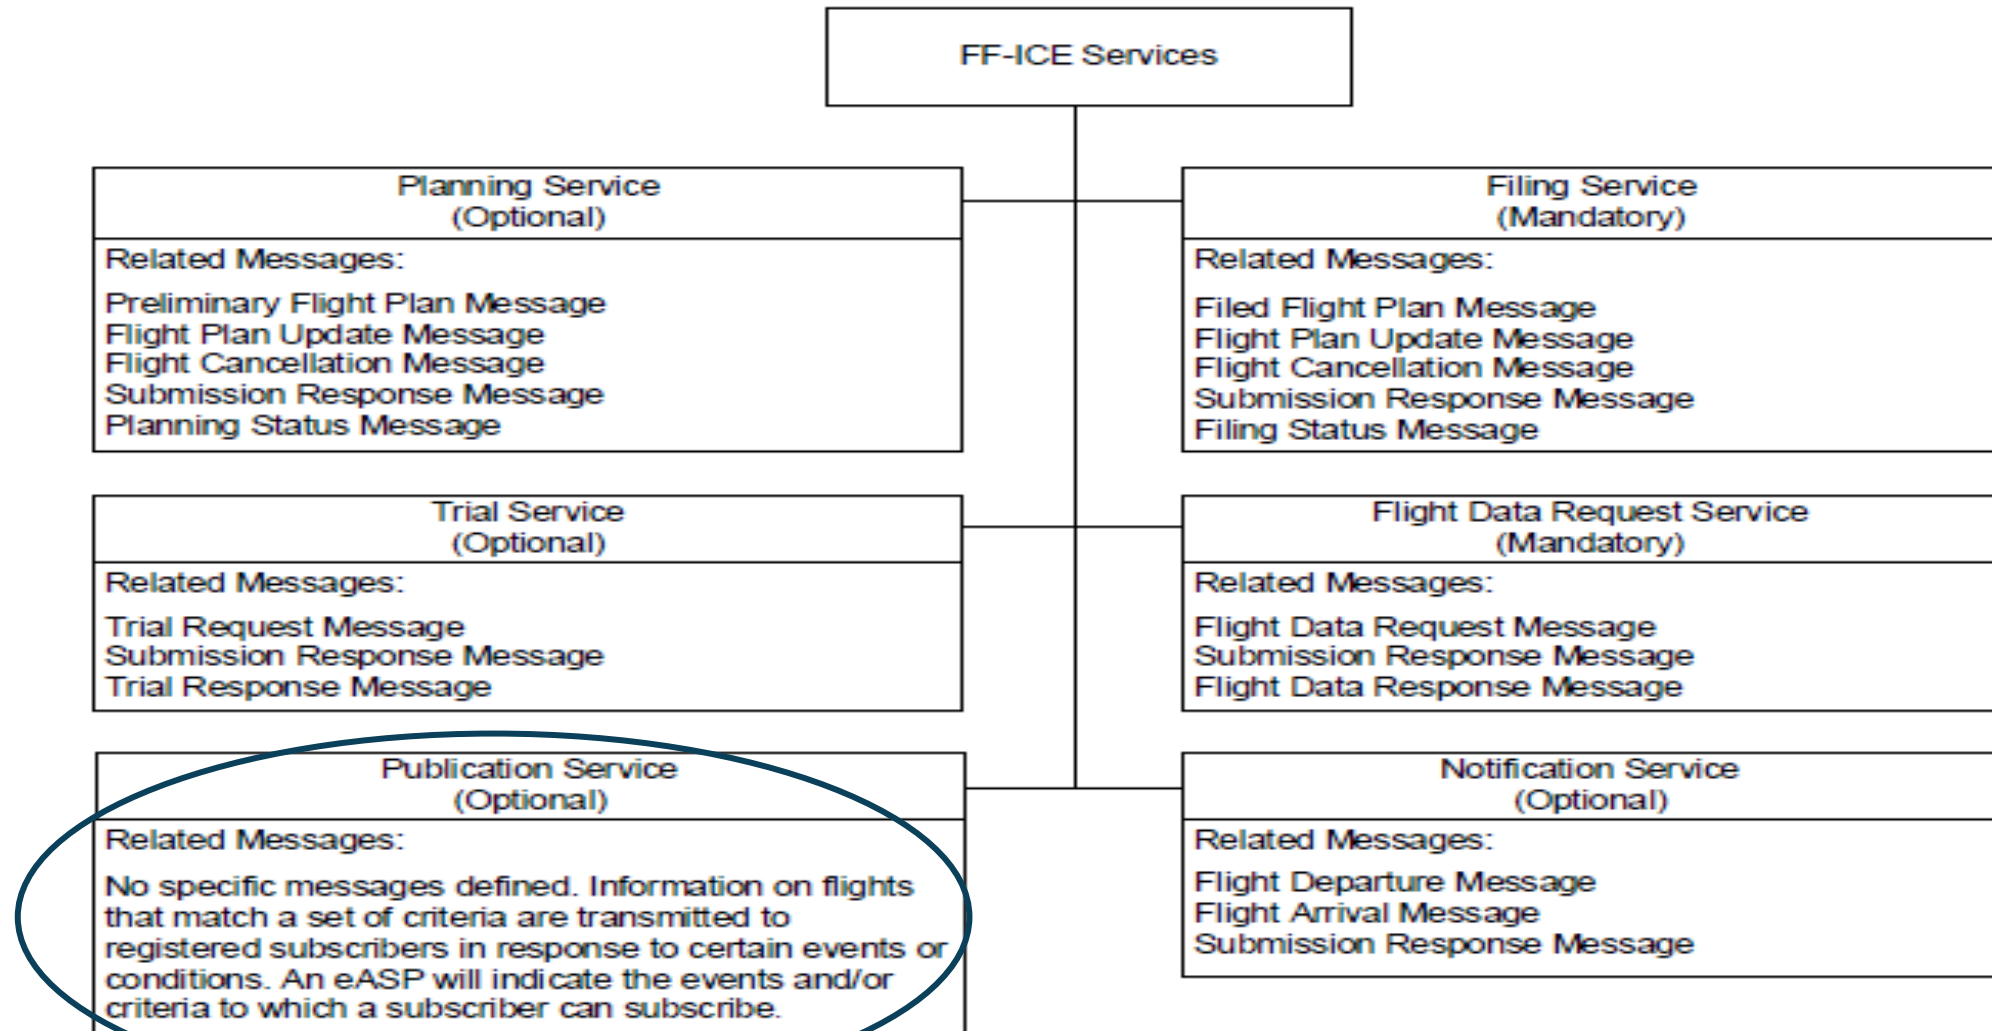 FF-ICE Services
Planning Service
(Optional)
Related Messages:
Preliminary Flight Plan Message
Flight Plan Update Message
Flight Cancellation Message
Submission Response Message
Planning Status Message
Filing Service
(Mandatory)
Related Messages:
Filed Flight Plan Message
Flight Plan Update Message
Flight Cancellation Message
Submission Response Message
Filing Status Message
Trial Service
(Optional)
Related Messages:
Trial Request Message
Submission Response Message
Trial Response Message
Flight Data Request Service
(Mandatory)
Related Messages:
Flight Data Request Message
Submission Response Message
Flight Data Response Message
Publication Service
(Optional)
Related Messages:
No specific messages defined. Information on flights
that match a set of criteria are transmitted to
registered subscribers in response to certain events or
conditions. An eASP will indicate the events and/or
criteria to which a subscriber can subscribe.
Notification Service
(Optional)
Related Messages:
Flight Departure Message
Flight Arrival Message
Submission Response Message